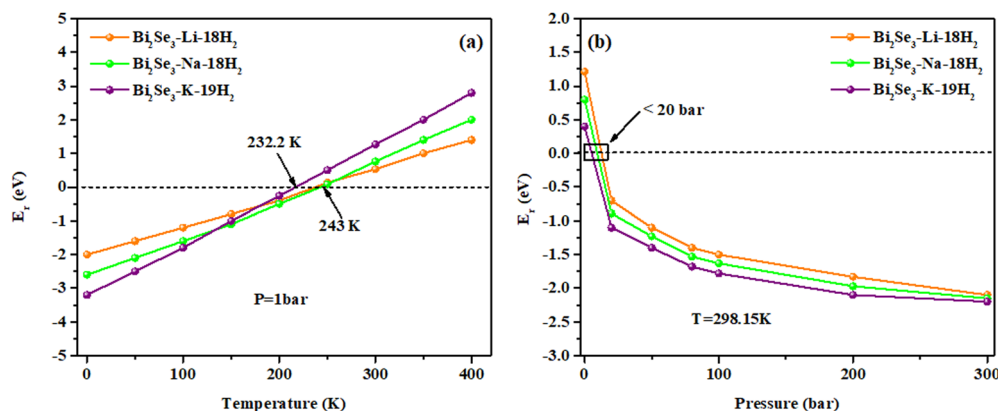 (a)
Bi2Se3-Li-18H2
Bi2Se3-Na-18H2
Bi2Se3-K-19H2
232.2 K
243 K
P=1bar
5
4
3
2
1
0
-1
-2
-3
-4
-5
Er (eV)
0
100
200
300
400
Temperature (K)
(b)
Bi2Se3-Li-18H2
Bi2Se3-Na-18H2
Bi2Se3-K-19H2
< 20 bar
T=298.15K
2.0
1.5
1.0
0.5
0.0
-0.5
-1.0
-1.5
-2.0
-2.5
-3.0
Er (eV)
0
100
200
300
Pressure (bar)